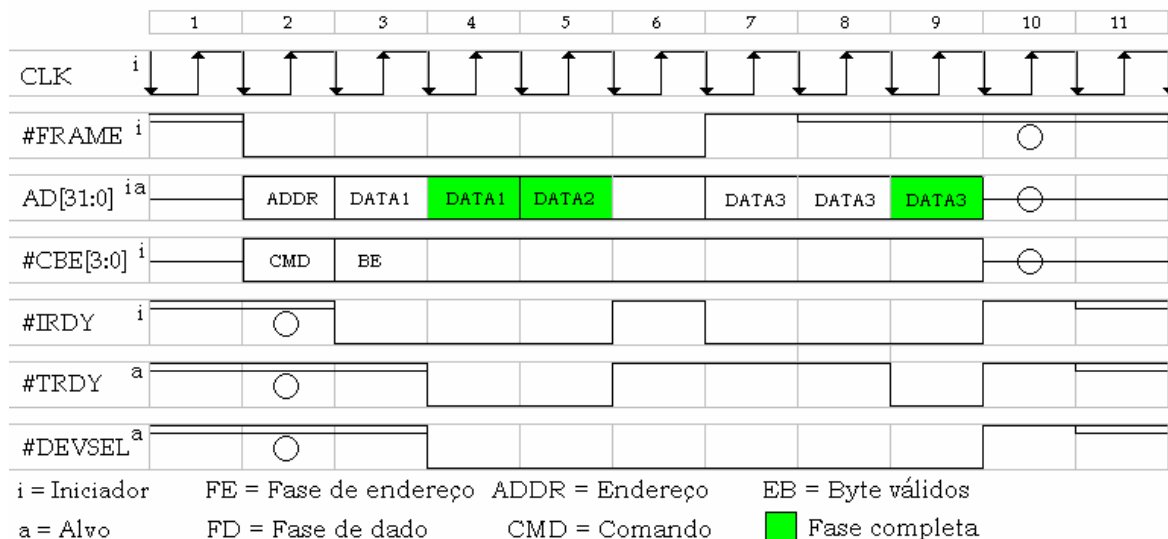 1 2 3 4 5 6 7 8 9 10 11
CLK i
#FRAME i
AD[31:0] ia ADDR DATA1 DATA1 DATA2 DATA3 DATA3 DATA3
#CBE[3:0] i CMD BE
#IRDY i
#TRDY a
#DEVSEL a
i = Iniciador FE = Fase de endereço ADDR = Endereço EB = Byte válidos
a = Alvo FD = Fase de dado CMD = Comando Fase completa